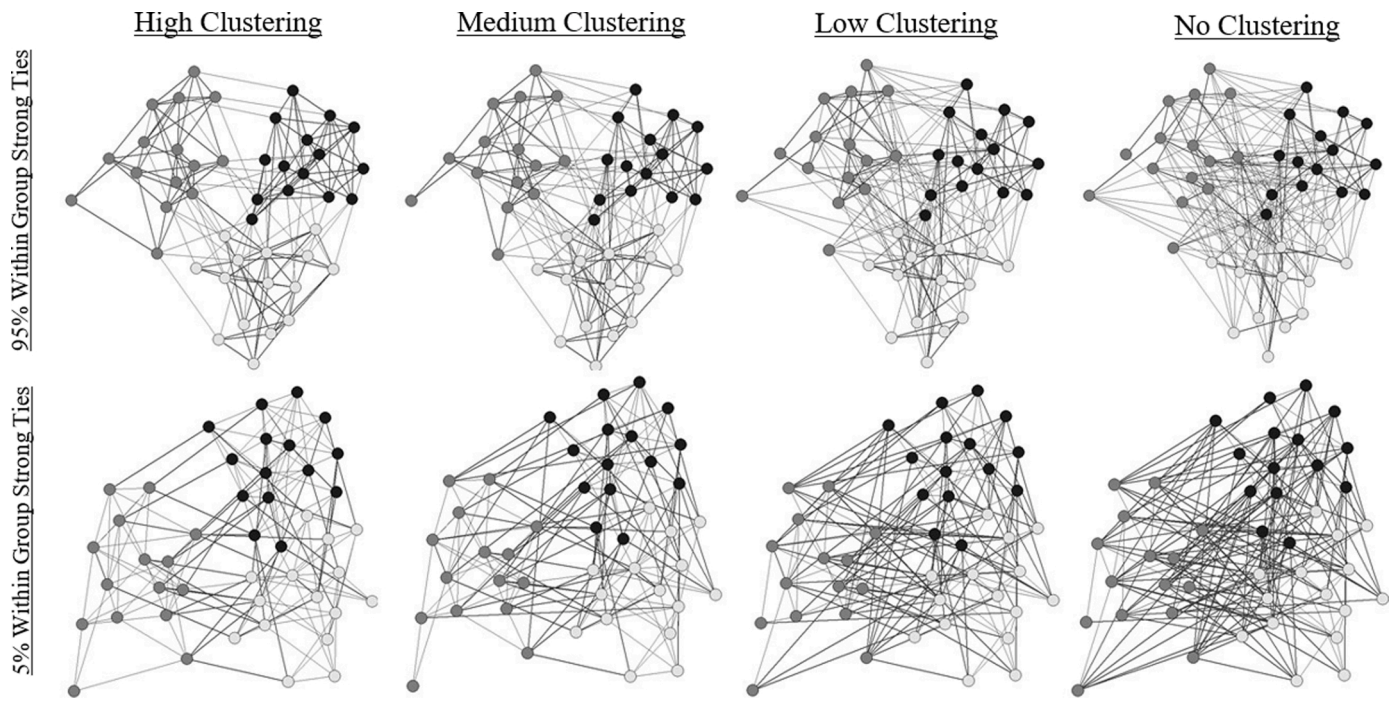 High Clustering
Medium Clustering
Low Clustering
No Clustering
95% Within Group Strong Ties
5% Within Group Strong Ties